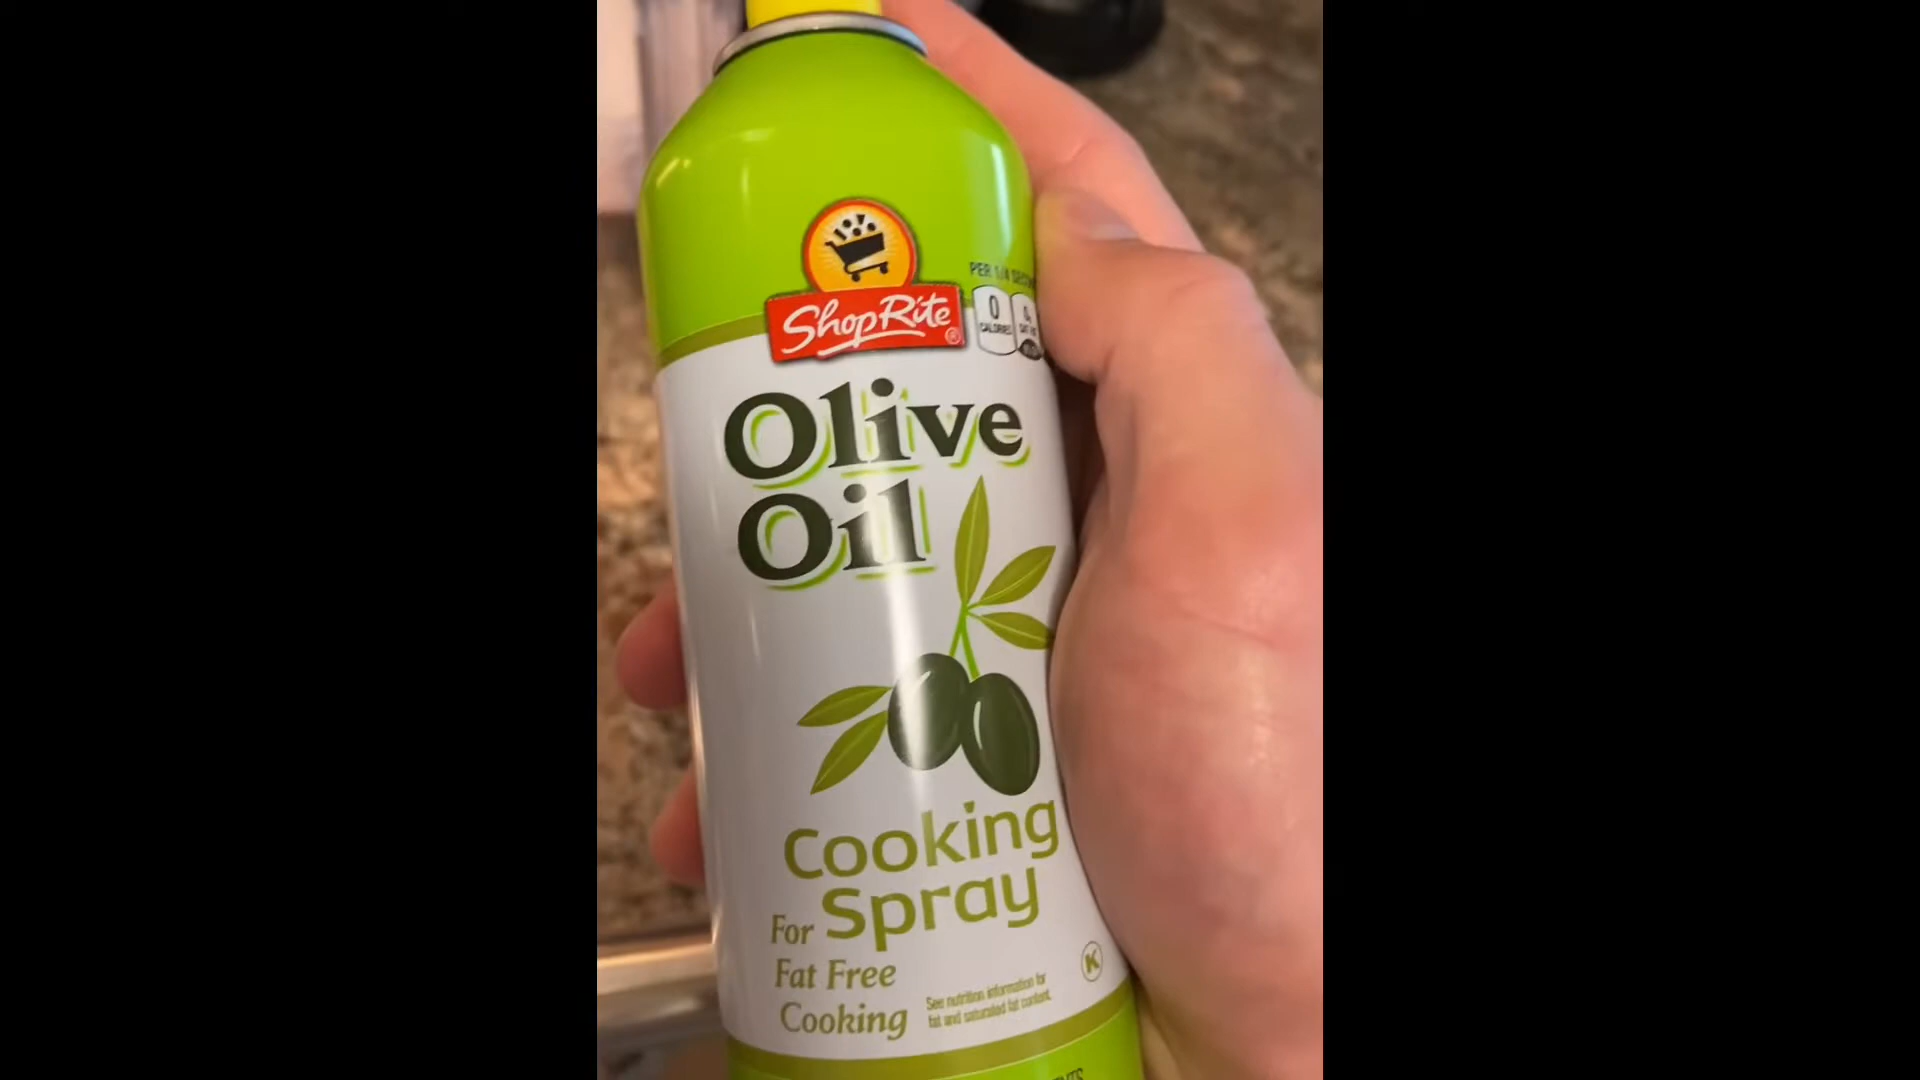 ShopRite®
PER 1/4 SECOND
0
CALORIES
Olive
Oil
Cooking
Spray
For
Fat Free
Cooking
See nutrition information for
fat and saturated fat content.
K